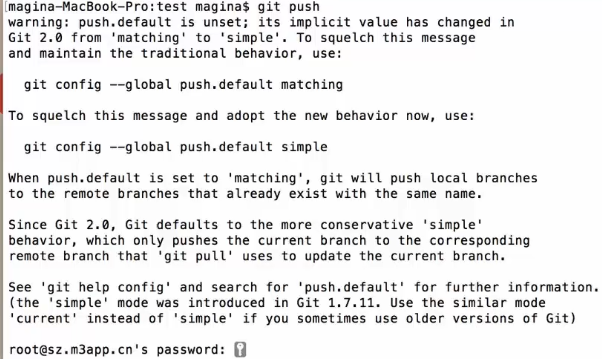 magina-MacBook-Pro:test magina$ git push
warning: push.default is unset; its implicit value has changed in
Git 2.0 from 'matching' to 'simple'. To squelch this message
and maintain the traditional behavior, use:
git config --global push.default matching
To squelch this message and adopt the new behavior now, use:
git config --global push.default simple
When push.default is set to 'matching', git will push local branches
to the remote branches that already exist with the same name.
Since Git 2.0, Git defaults to the more conservative 'simple'
behavior, which only pushes the current branch to the corresponding
remote branch that 'git pull' uses to update the current branch.
See 'git help config' and search for 'push.default' for further information.
(the 'simple' mode was introduced in Git 1.7.11. Use the similar mode
'current' instead of 'simple' if you sometimes use older versions of Git)
root@sz.m3app.cn's password: